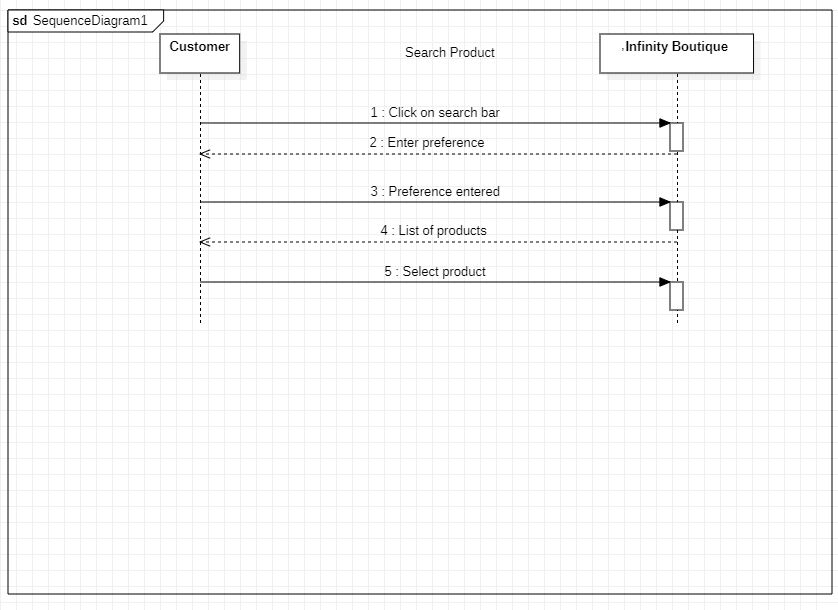 sd SequenceDiagram1
Customer
Search Product
Infinity Boutique
1 : Click on search bar
2 : Enter preference
3 : Preference entered
4 : List of products
5 : Select product